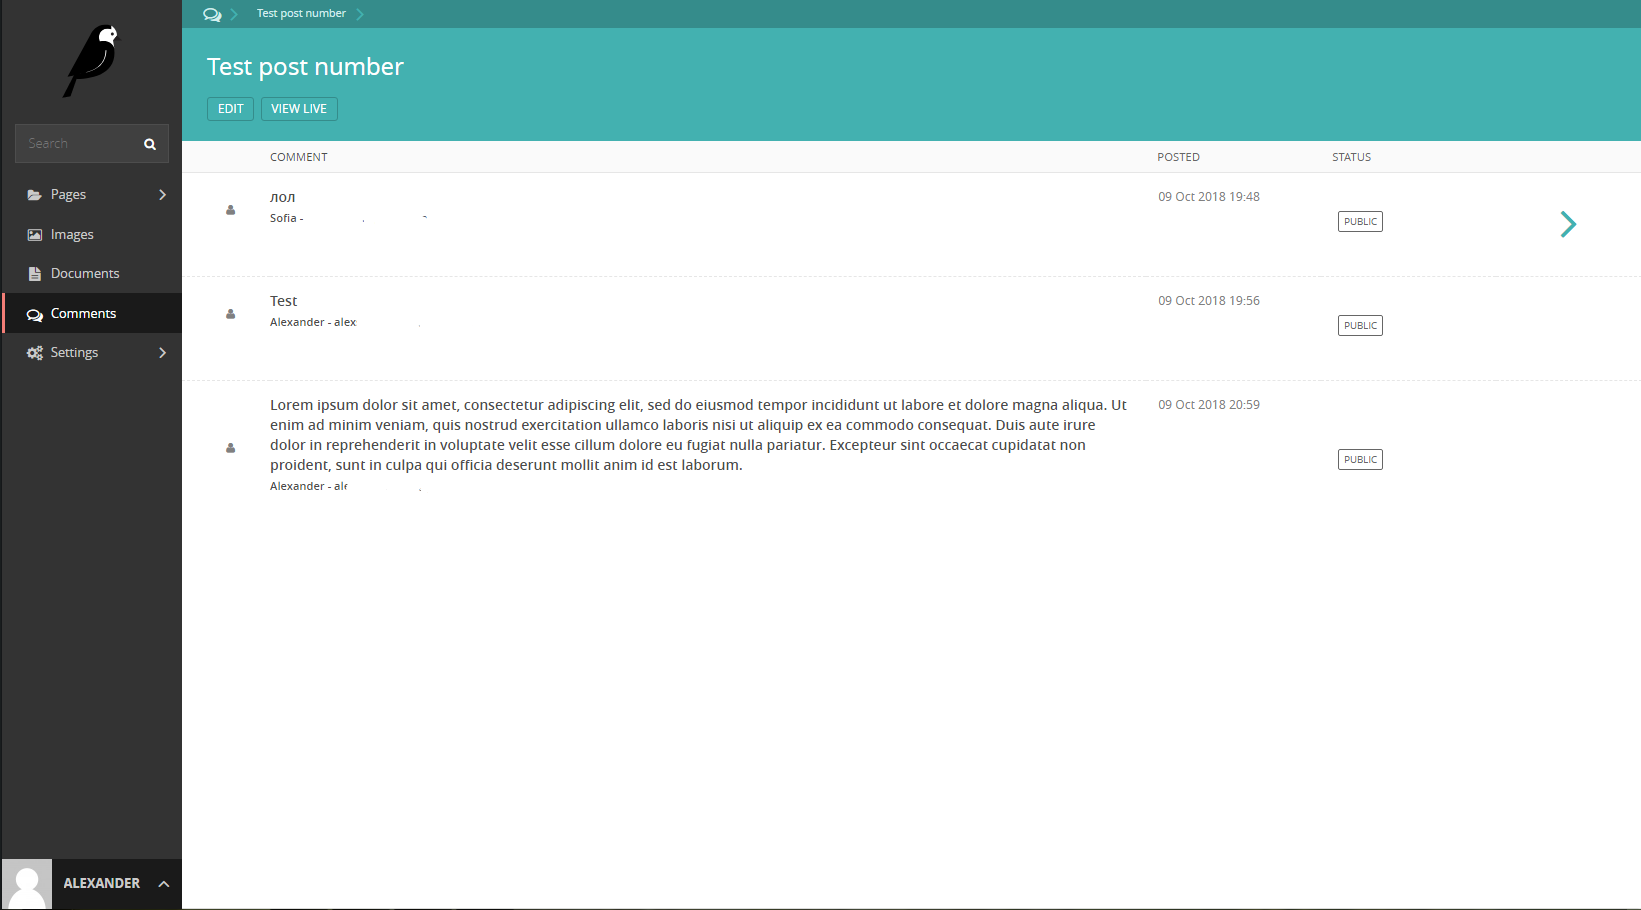 Test post number
Test post number
EDIT
VIEW LIVE
Search
Pages
Images
Documents
Comments
Settings
ALEXANDER
COMMENT
POSTED
STATUS
лол
09 Oct 2018 19:48
Sofia -
PUBLIC
Test
09 Oct 2018 19:56
Alexander - alex
PUBLIC
Lorem ipsum dolor sit amet, consectetur adipiscing elit, sed do eiusmod tempor incididunt ut labore et dolore magna aliqua. Ut
enim ad minim veniam, quis nostrud exercitation ullamco laboris nisi ut aliquip ex ea commodo consequat. Duis aute irure
dolor in reprehenderit in voluptate velit esse cillum dolore eu fugiat nulla pariatur. Excepteur sint occaecat cupidatat non
proident, sunt in culpa qui officia deserunt mollit anim id est laborum.
09 Oct 2018 20:59
Alexander -
PUBLIC